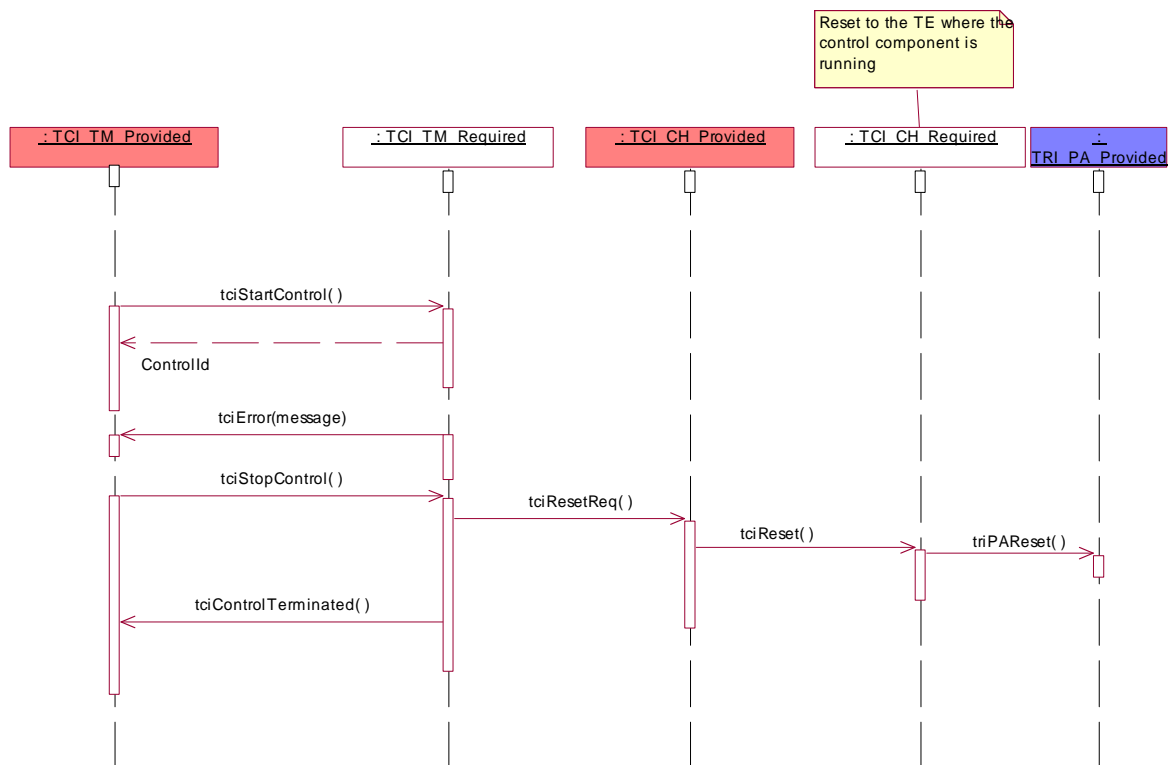 Reset to the TE where the
control component is
running
: TCI_TM_Provided
: TCI_TM_Required
: TCI_CH_Provided
: TCI_CH_Required
:
TRI_PA_Provided
tciStartControl( )
ControlId
tciError(message)
tciStopControl( )
tciResetReq( )
tciReset( )
triPAReset( )
tciControlTerminated( )